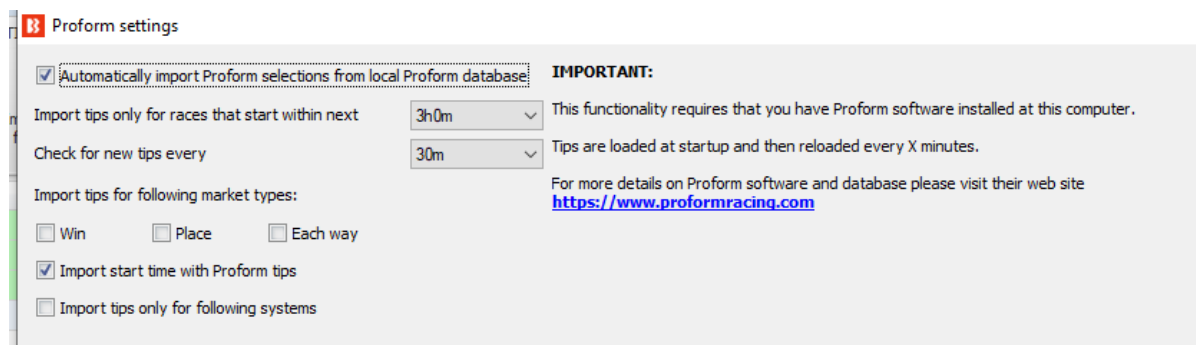 Proform settings
Automatically import Proform selections from local Proform database
IMPORTANT:
Import tips only for races that start within next 3h0m
This functionality requires that you have Proform software installed at this computer.
Check for new tips every 30m
Tips are loaded at startup and then reloaded every X minutes.
Import tips for following market types:
For more details on Proform software and database please visit their web site
https://www.proformracing.com
Win Place Each way
Import start time with Proform tips
Import tips only for following systems